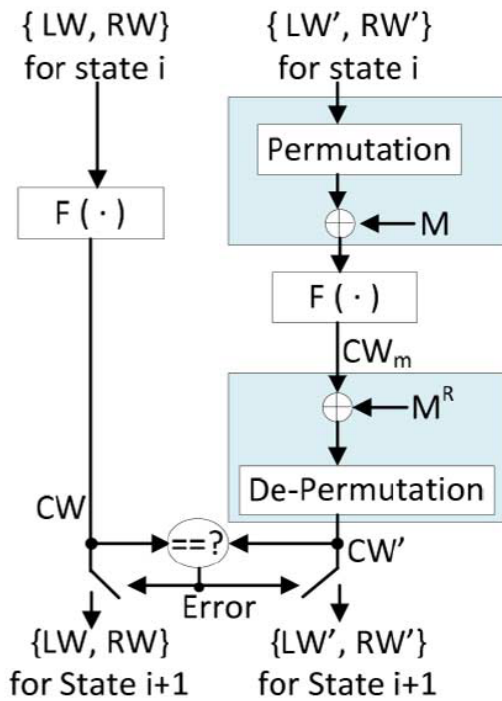 { LW, RW}
for state i
{ LW', RW'}
for state i
Permutation
M
F ( · )
F ( · )
CWm
M^R
De-Permutation
CW
==?
CW'
Error
{LW, RW}
for State i+1
{LW', RW'}
for State i+1